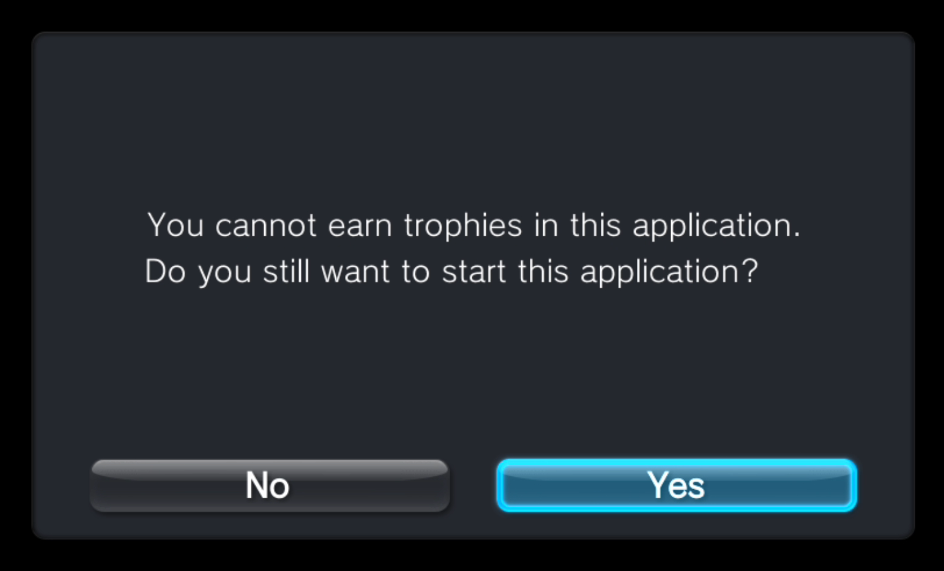 You cannot earn trophies in this application.
Do you still want to start this application?
No
Yes